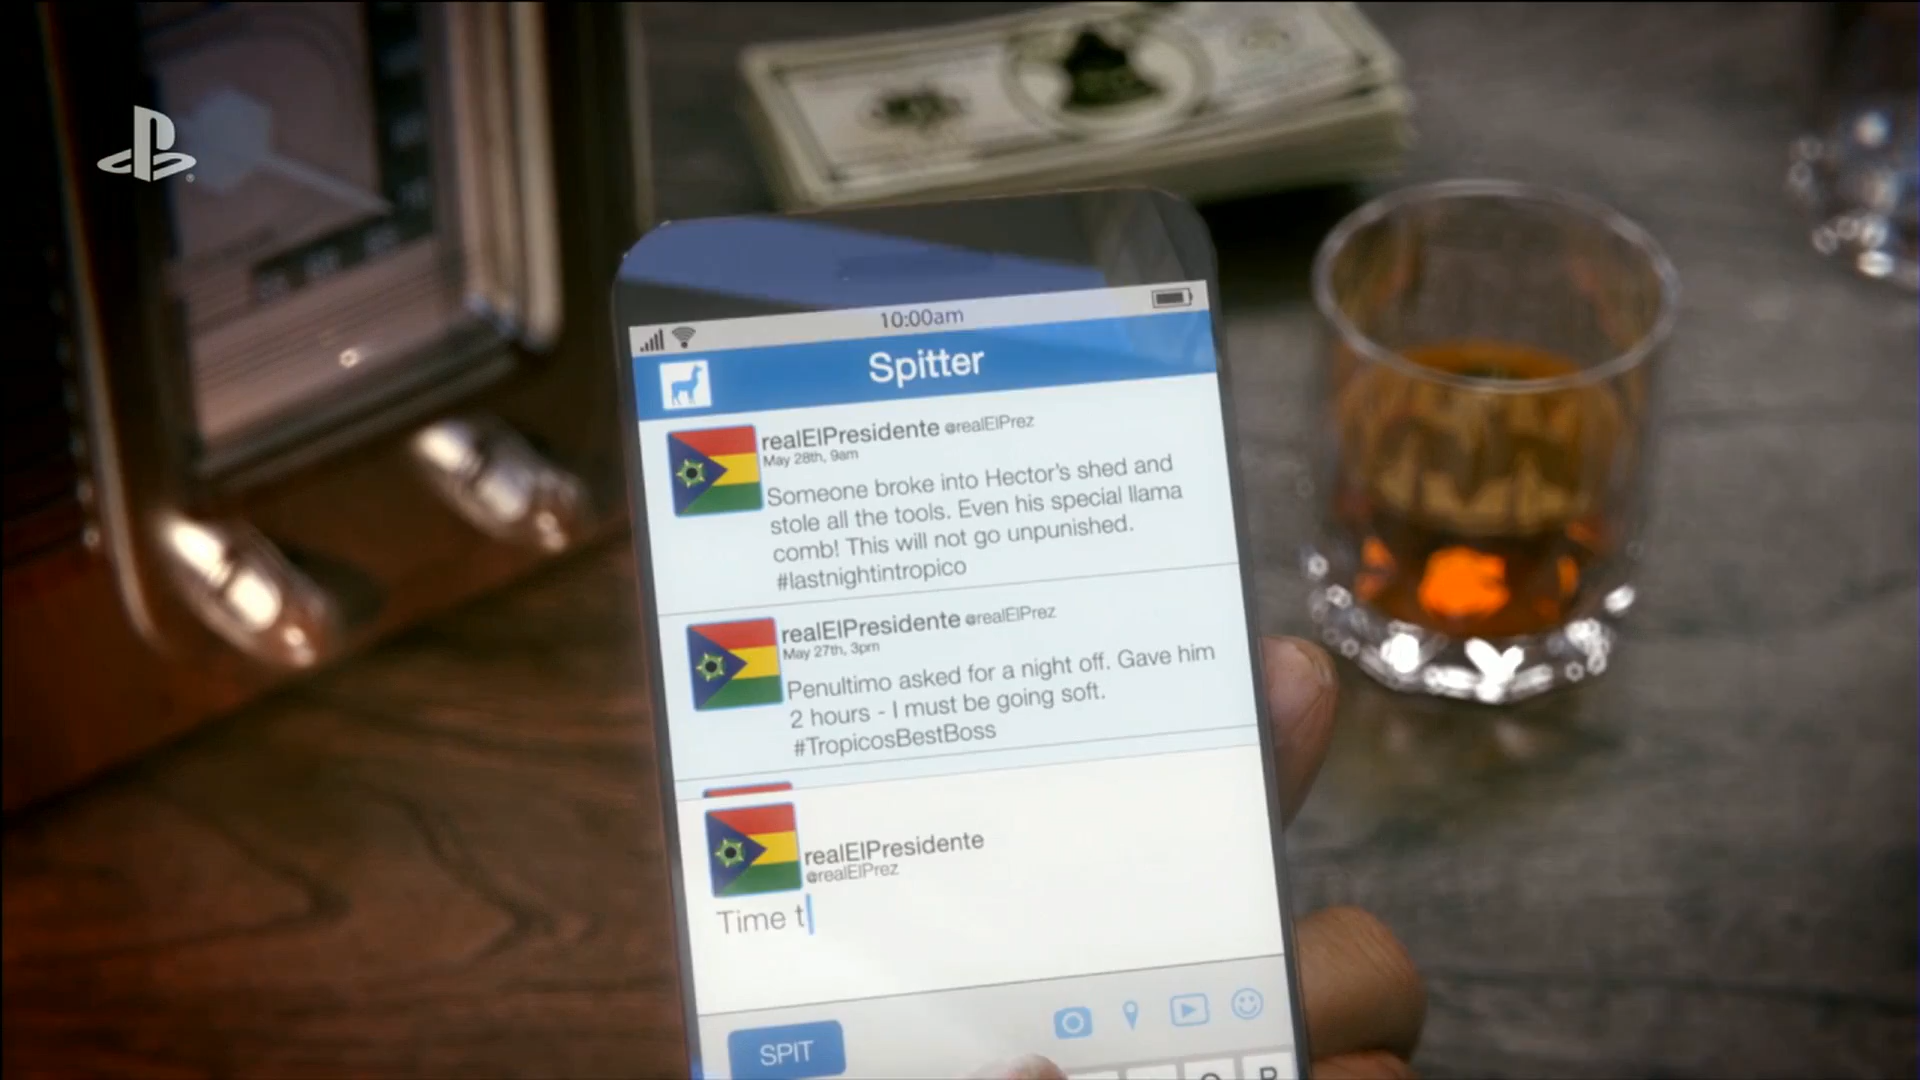 10:00am
Spitter
realElPresidente @realElPrez
May 28th, 9am
Someone broke into Hector's shed and
stole all the tools. Even his special llama
comb! This will not go unpunished.
#lastnightintropico
realElPresidente @realElPrez
May 27th, 3pm
Penultimo asked for a night off. Gave him
2 hours - I must be going soft.
#TropicosBestBoss
realElPresidente
@realElPrez
Time t
SPIT
O P